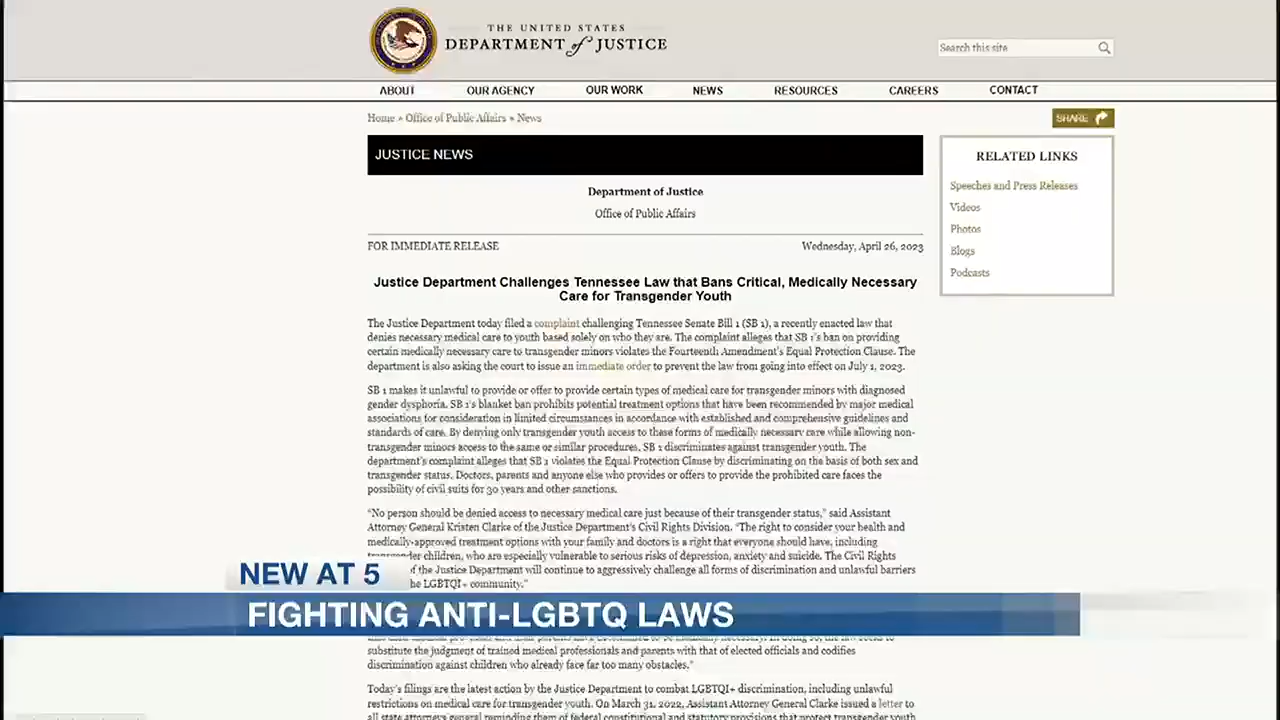 THE UNITED STATES
DEPARTMENT of JUSTICE
Search this site
ABOUT OUR AGENCY OUR WORK NEWS RESOURCES CAREERS CONTACT
Home » Office of Public Affairs » News
SHARE
JUSTICE NEWS
RELATED LINKS
Speeches and Press Releases
Videos
Photos
Blogs
Podcasts
Department of Justice
Office of Public Affairs
FOR IMMEDIATE RELEASE Wednesday, April 26, 2023
Justice Department Challenges Tennessee Law that Bans Critical, Medically Necessary
Care for Transgender Youth
The Justice Department today filed a complaint challenging Tennessee Senate Bill 1 (SB 1), a recently enacted law that
denies necessary medical care to youth based solely on who they are. The complaint alleges that SB 1's ban on providing
certain medically necessary care to transgender minors violates the Fourteenth Amendment's Equal Protection Clause. The
department is also asking the court to issue an immediate order to prevent the law from going into effect on July 1, 2023.
SB 1 makes it unlawful to provide or offer to provide certain types of medical care for transgender minors with diagnosed
gender dysphoria. SB 1's blanket ban prohibits potential treatment options that have been recommended by major medical
associations for consideration in limited circumstances in accordance with established and comprehensive guidelines and
standards of care. By denying only transgender youth access to these forms of medically necessary care while allowing non-
transgender minors access to the same or similar procedures, SB 1 discriminates against transgender youth. The
department's complaint alleges that SB 1 violates the Equal Protection Clause by discriminating on the basis of both sex and
transgender status. Doctors, parents and anyone else who provides or offers to provide the prohibited care faces the
possibility of civil suits for 30 years and other sanctions.
“No person should be denied access to necessary medical care just because of their transgender status,” said Assistant
Attorney General Kristen Clarke of the Justice Department's Civil Rights Division. “The right to consider your health and
medically-approved treatment options with your family and doctors is a right that everyone should have, including
transgender children, who are especially vulnerable to serious risks of depression, anxiety and suicide. The Civil Rights
of the Justice Department will continue to aggressively challenge all forms of discrimination and unlawful barriers
he LGBTQI+ community.”
NEW AT 5
FIGHTING ANTI-LGBTQ LAWS
substitute the judgment of trained medical professionals and parents with that of elected officials and codifies
discrimination against children who already face far too many obstacles.”
Today's filings are the latest action by the Justice Department to combat LGBTQI+ discrimination, including unlawful
restrictions on medical care for transgender youth. On March 31, 2022, Assistant Attorney General Clarke issued a letter to
all state attorneys general reminding them of federal constitutional and statutory provisions that protect transgender youth